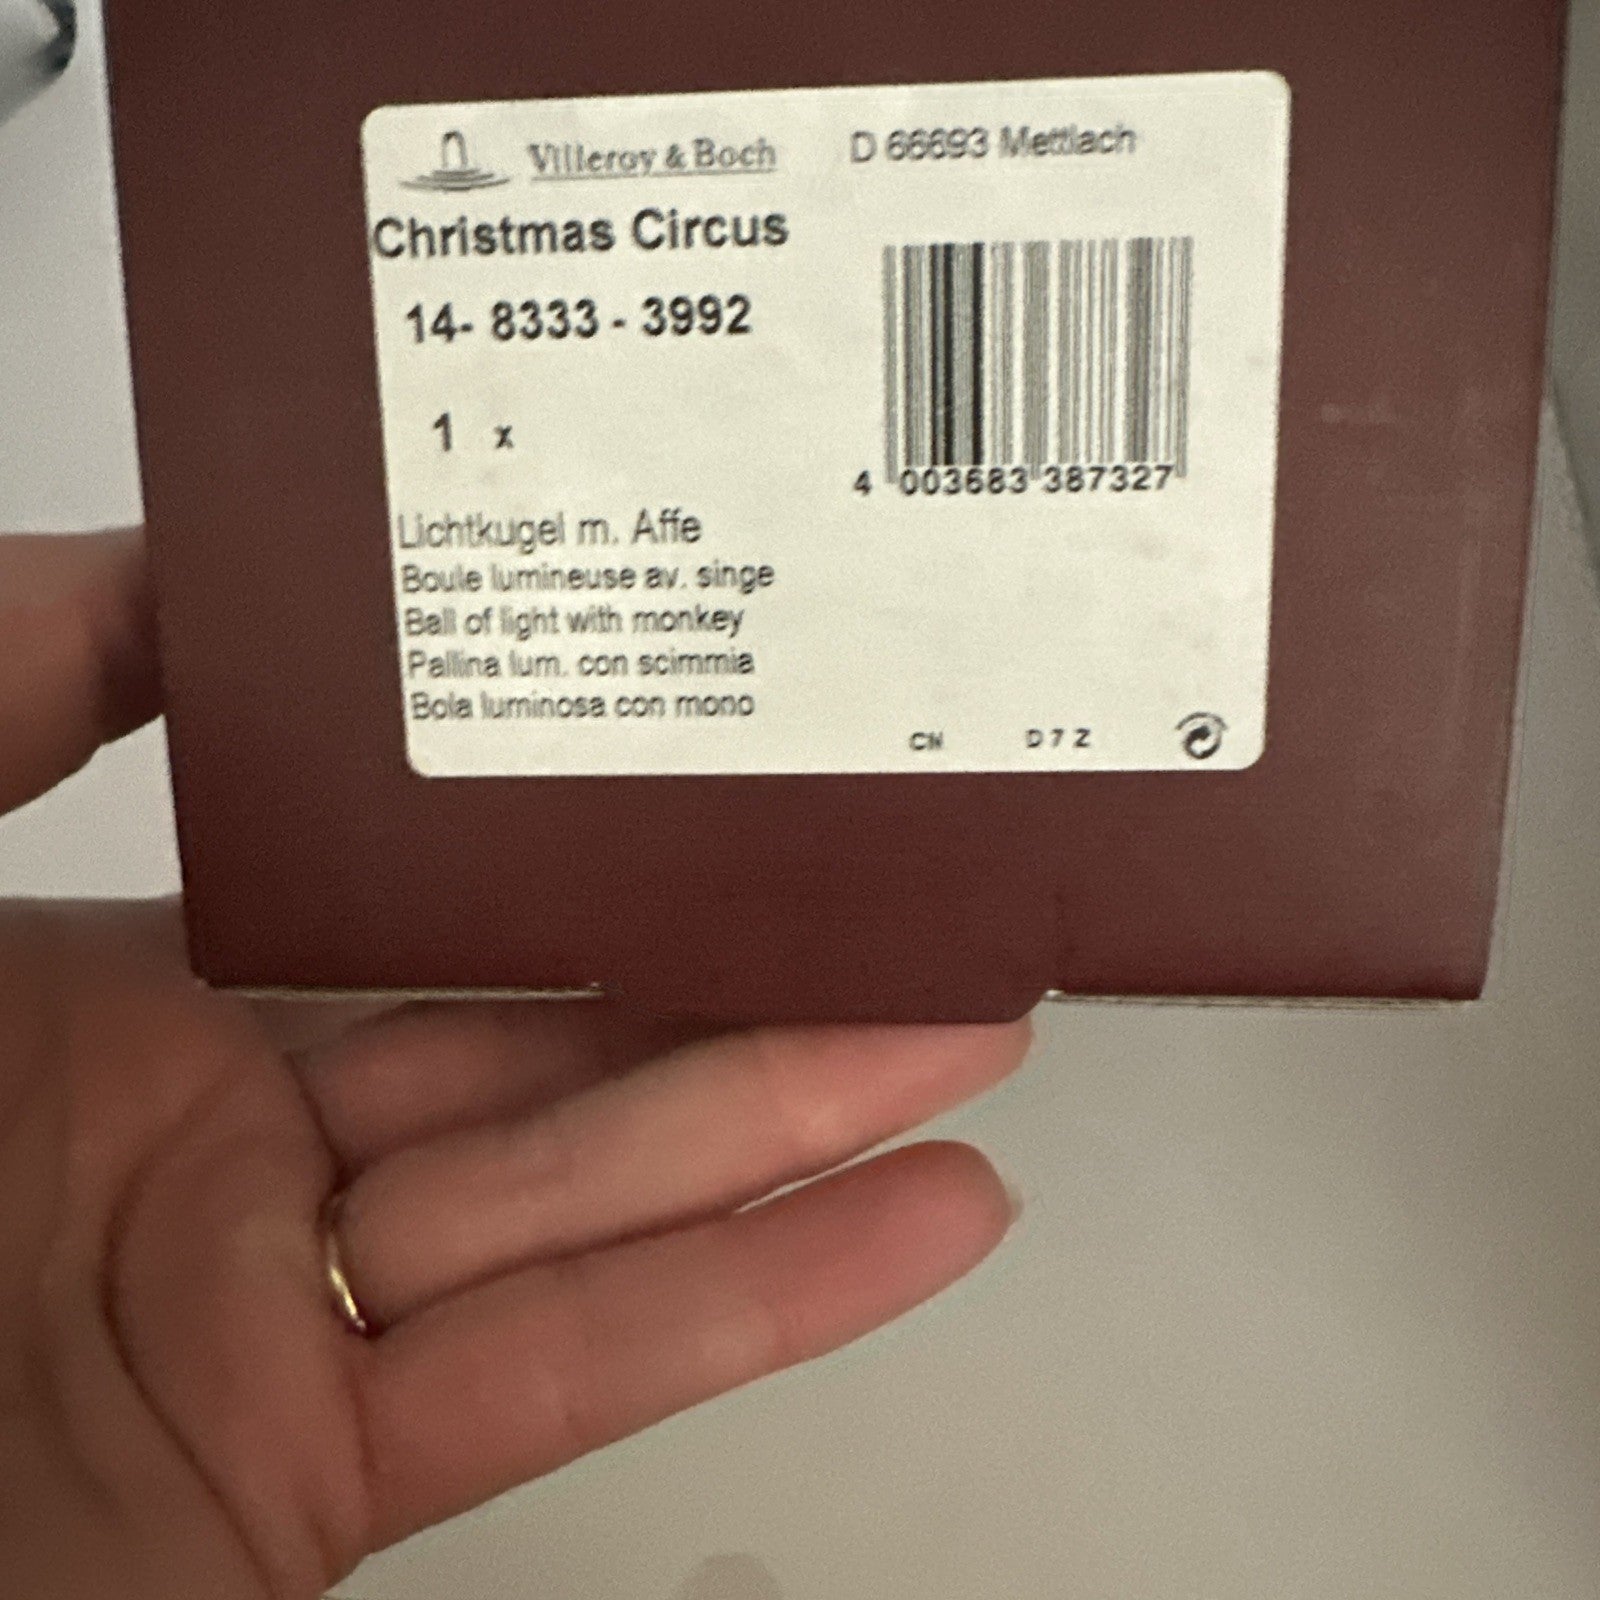 Villeroy & Boch
D 66693 Mettlach
Christmas Circus
14- 8333 - 3992
1 x
4 003683 387327
Lichtkugel m. Affe
Boule lumineuse av. singe
Ball of light with monkey
Pallina lum. con scimmia
Bola luminosa con mono
CN D7Z